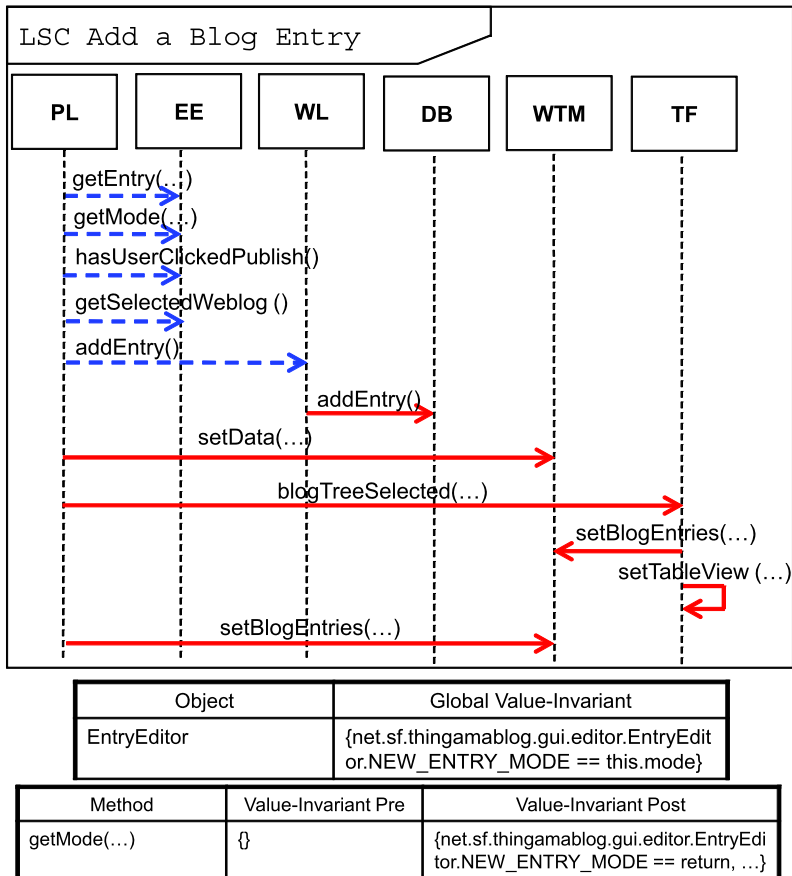 LSC Add a Blog Entry
PL EE WL DB WTM TF
getEntry(…)
getMode(…)
hasUserClickedPublish()
getSelectedWeblog ()
addEntry()
addEntry()
setData(…)
blogTreeSelected(…)
setBlogEntries(…)
setTableView (…)
setBlogEntries(…)
Object Global Value-Invariant
EntryEditor {net.sf.thingamablog.gui.editor.EntryEdit
or.NEW_ENTRY_MODE == this.mode}
Method Value-Invariant Pre Value-Invariant Post
getMode(…) {} {net.sf.thingamablog.gui.editor.EntryEdi
tor.NEW_ENTRY_MODE == return, …}